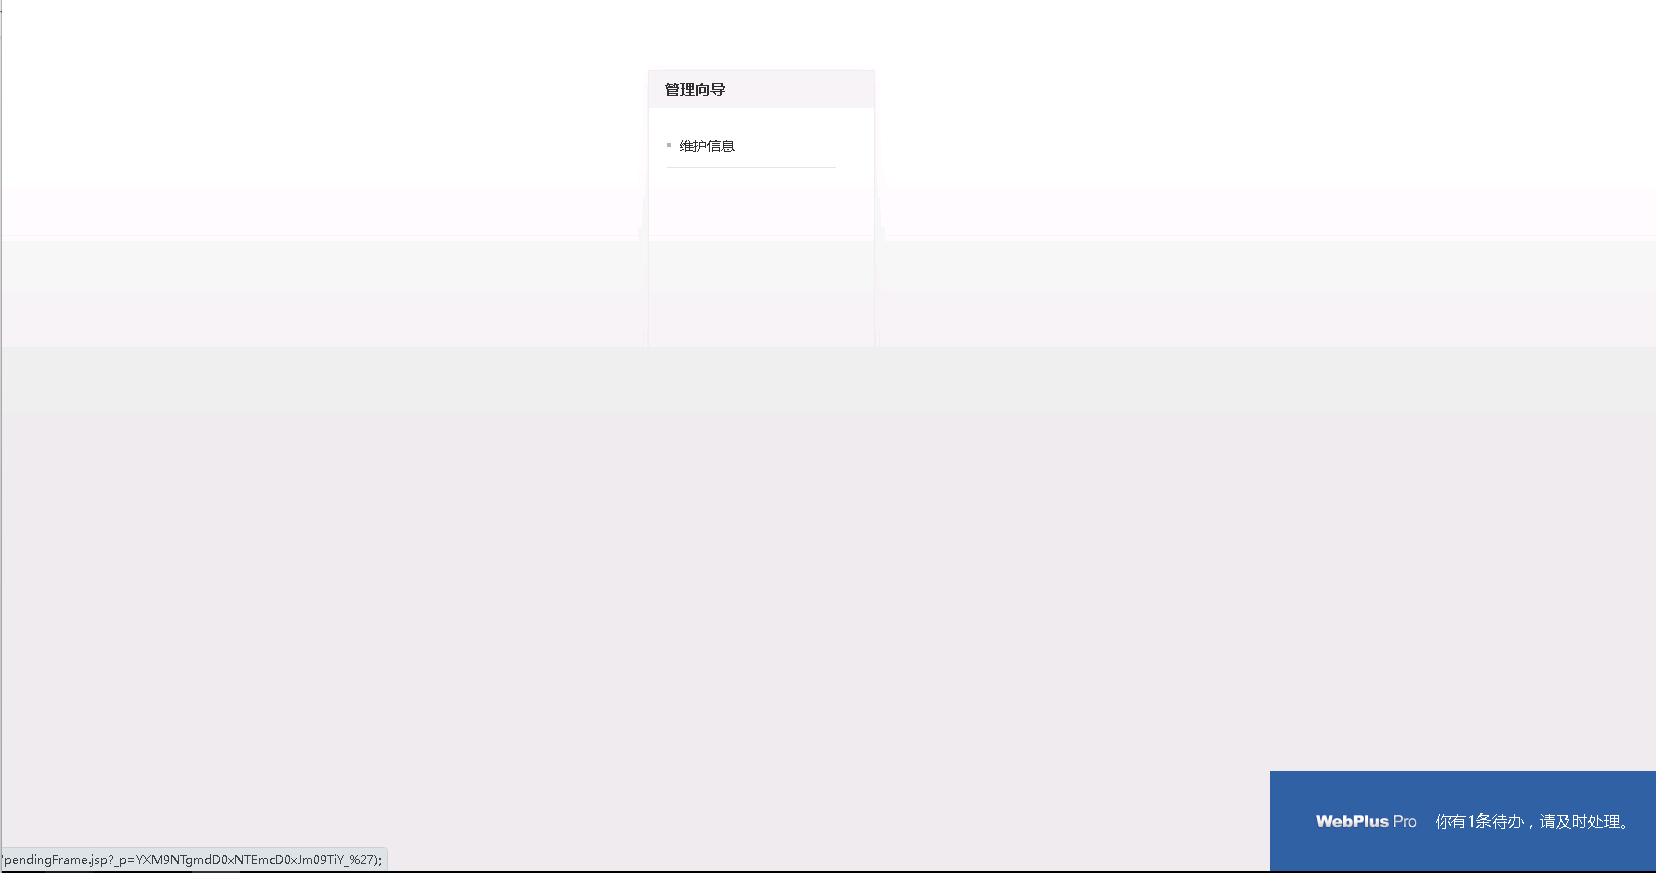 管理向导
维护信息
WebPlus Pro 你有1条待办，请及时处理。
'pendingFrame.jsp?_p=YXM9NTgmdD0xNTEmcD0xJm09TiY_%27);